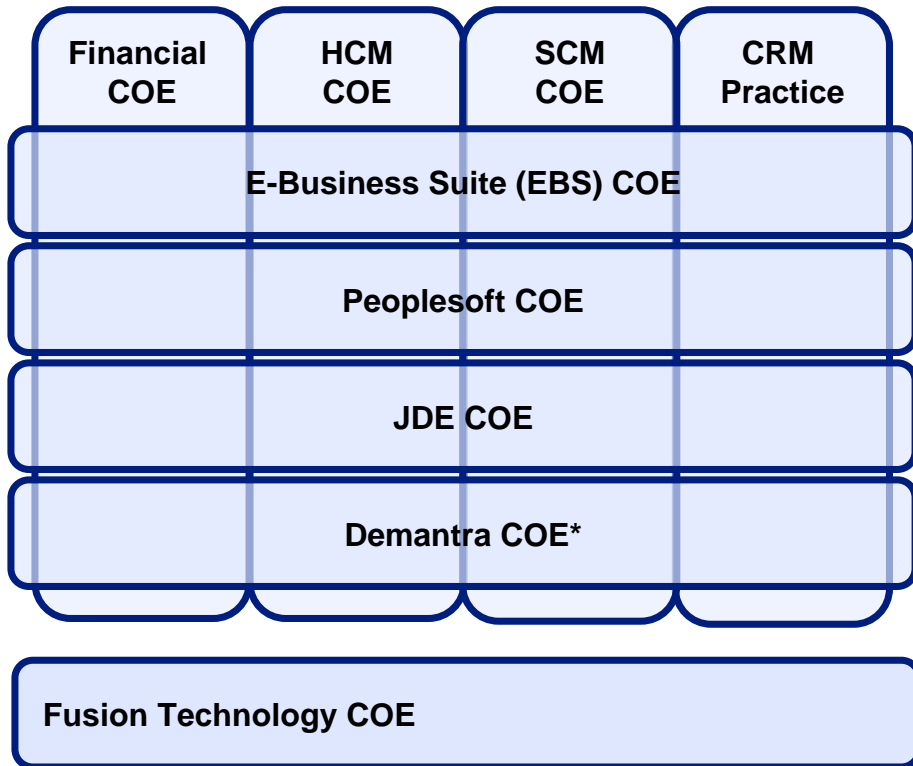 Financial
COE
HCM
COE
SCM
COE
CRM
Practice
E-Business Suite (EBS) COE
Peoplesoft COE
JDE COE
Demantra COE*
Fusion Technology COE